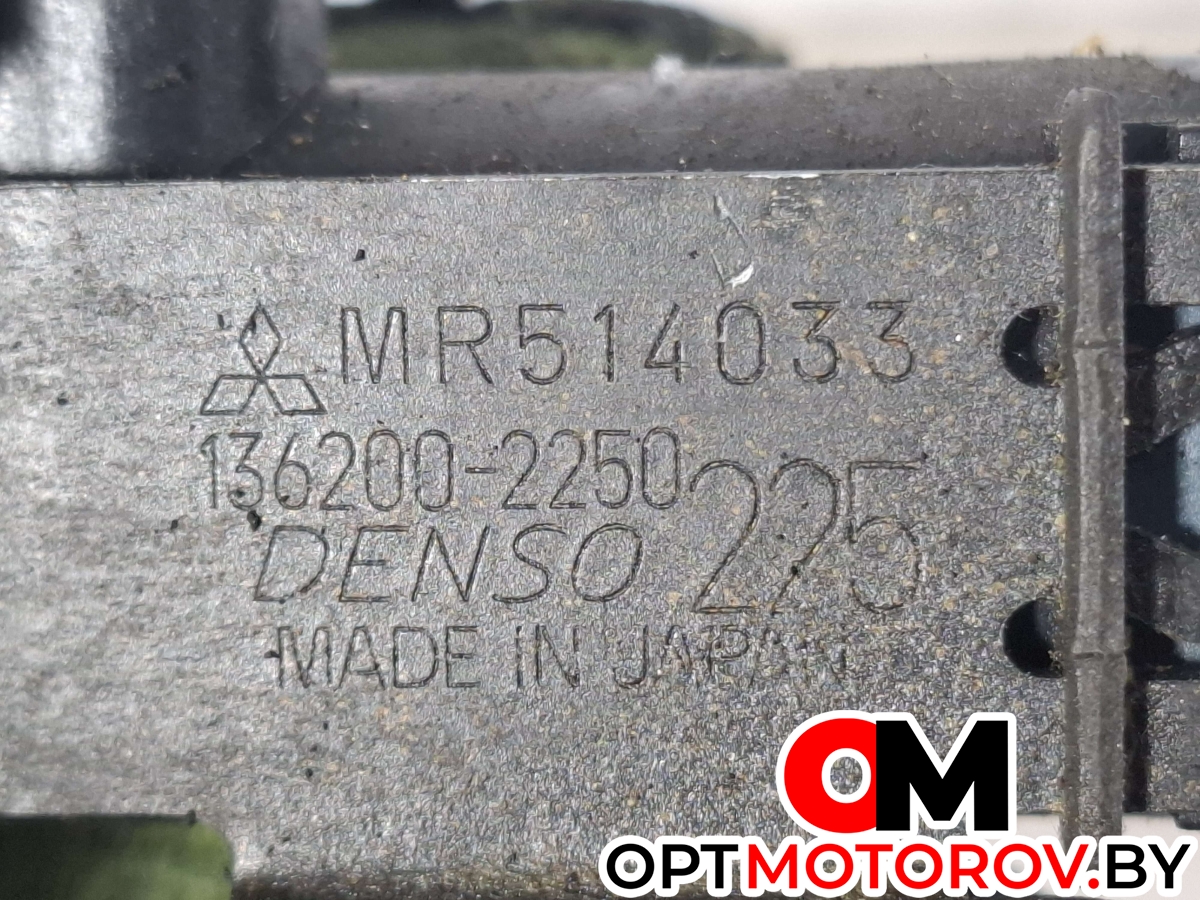 MR514033
136200-2250
225
DENSO
MADE IN JAPAN
OM
OPTMOTOROV.BY